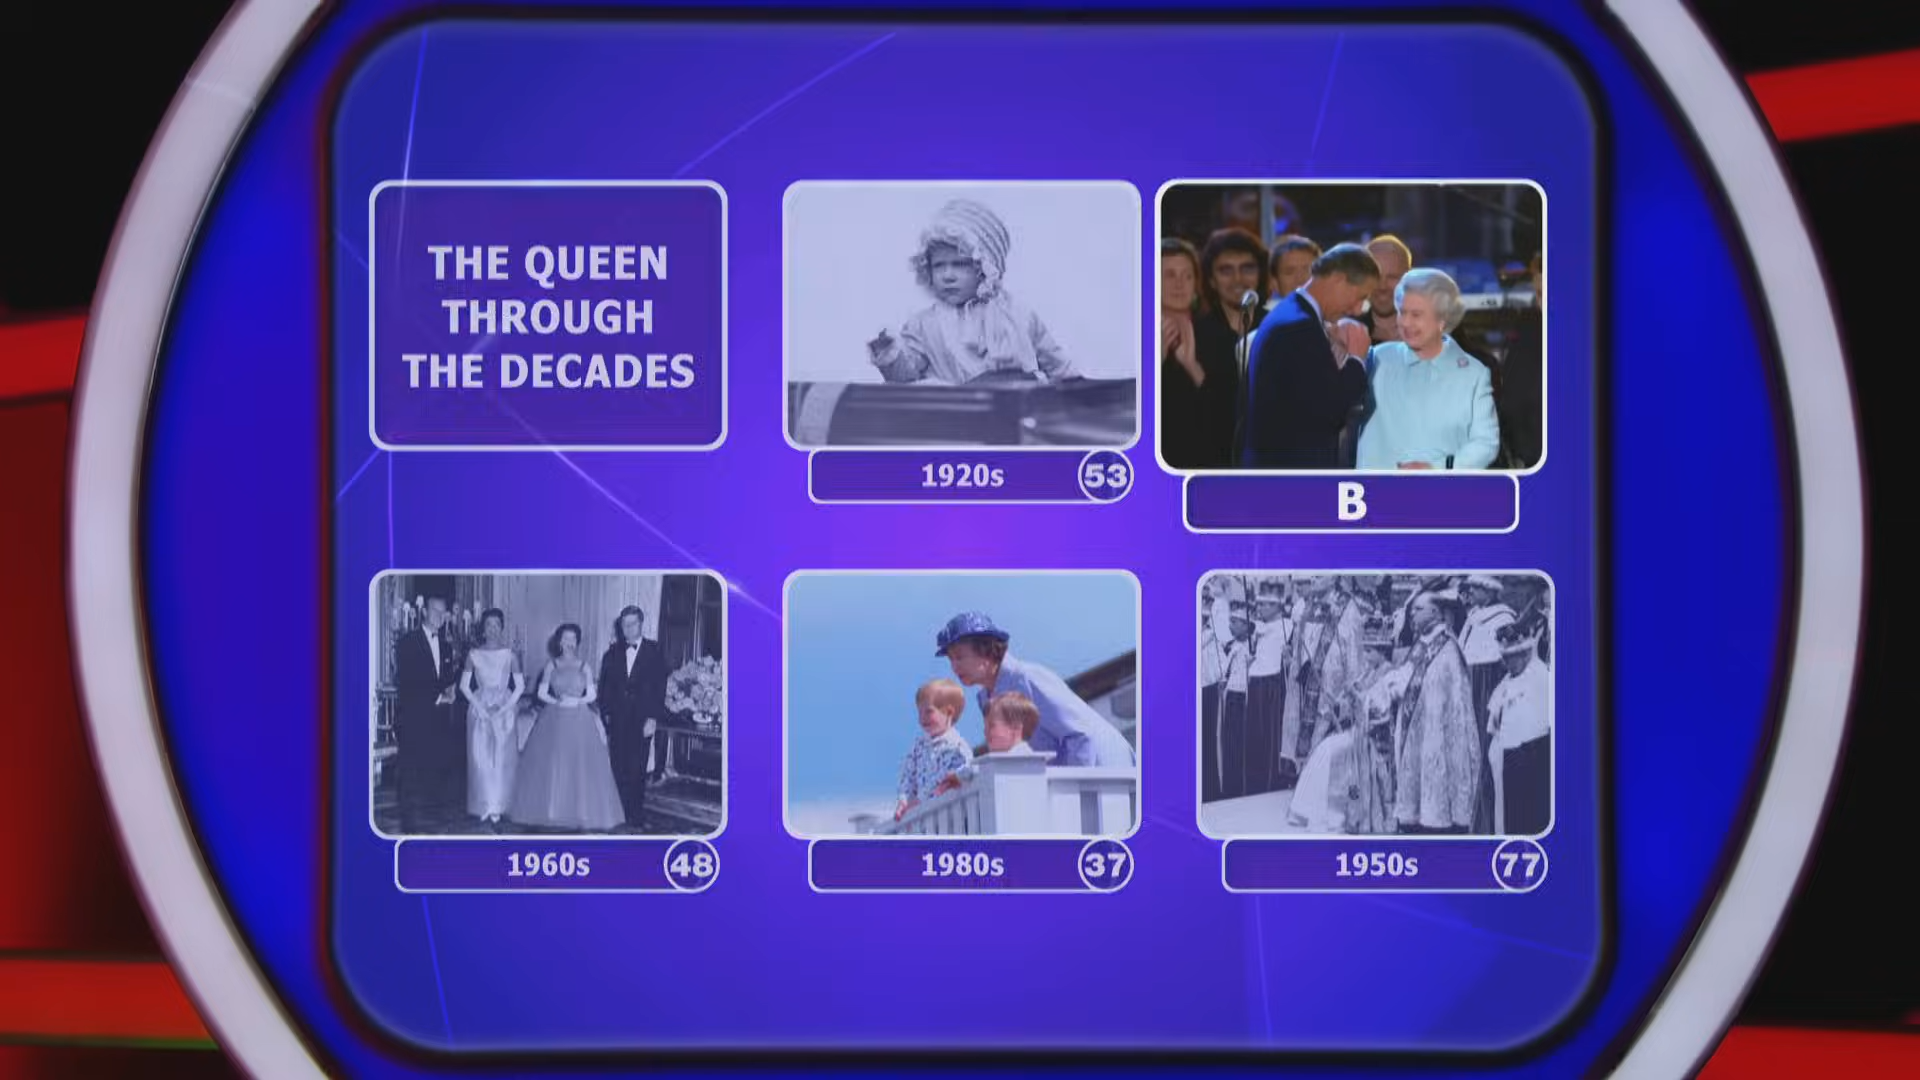 THE QUEEN
THROUGH
THE DECADES
1920s 53
B
1960s 48
1980s 37
1950s 77